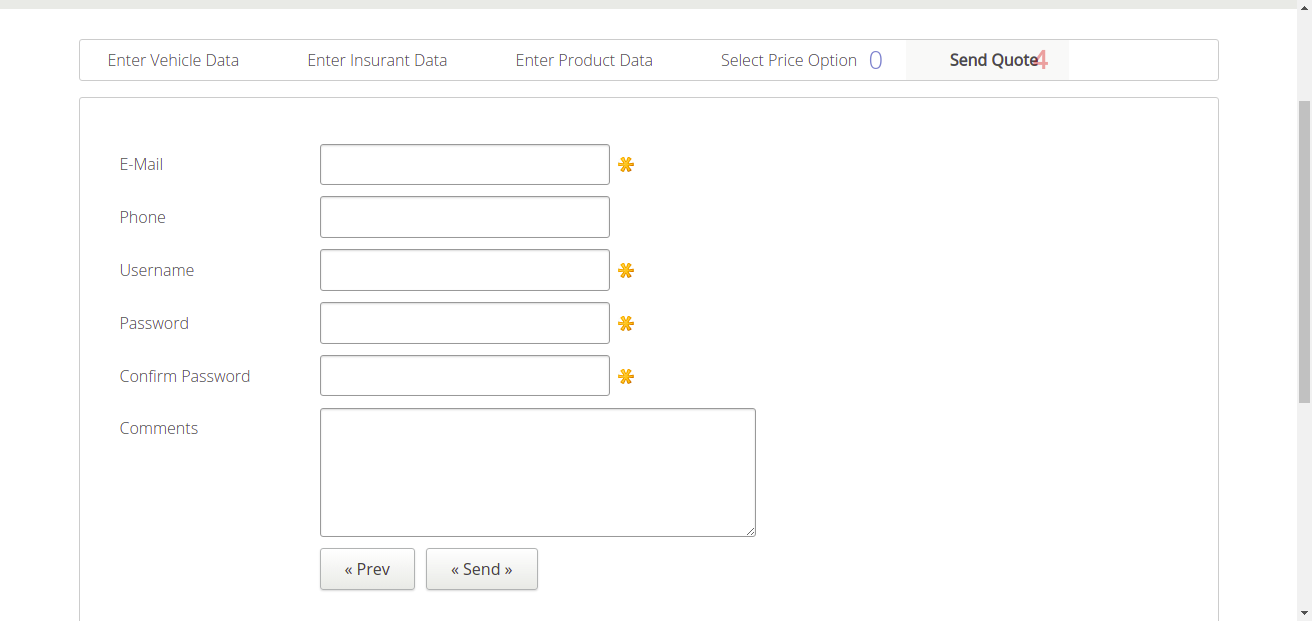 Enter Vehicle Data Enter Insurant Data Enter Product Data Select Price Option 0 Send Quote 4
E-Mail
Phone
Username
Password
Confirm Password
Comments
« Prev « Send »